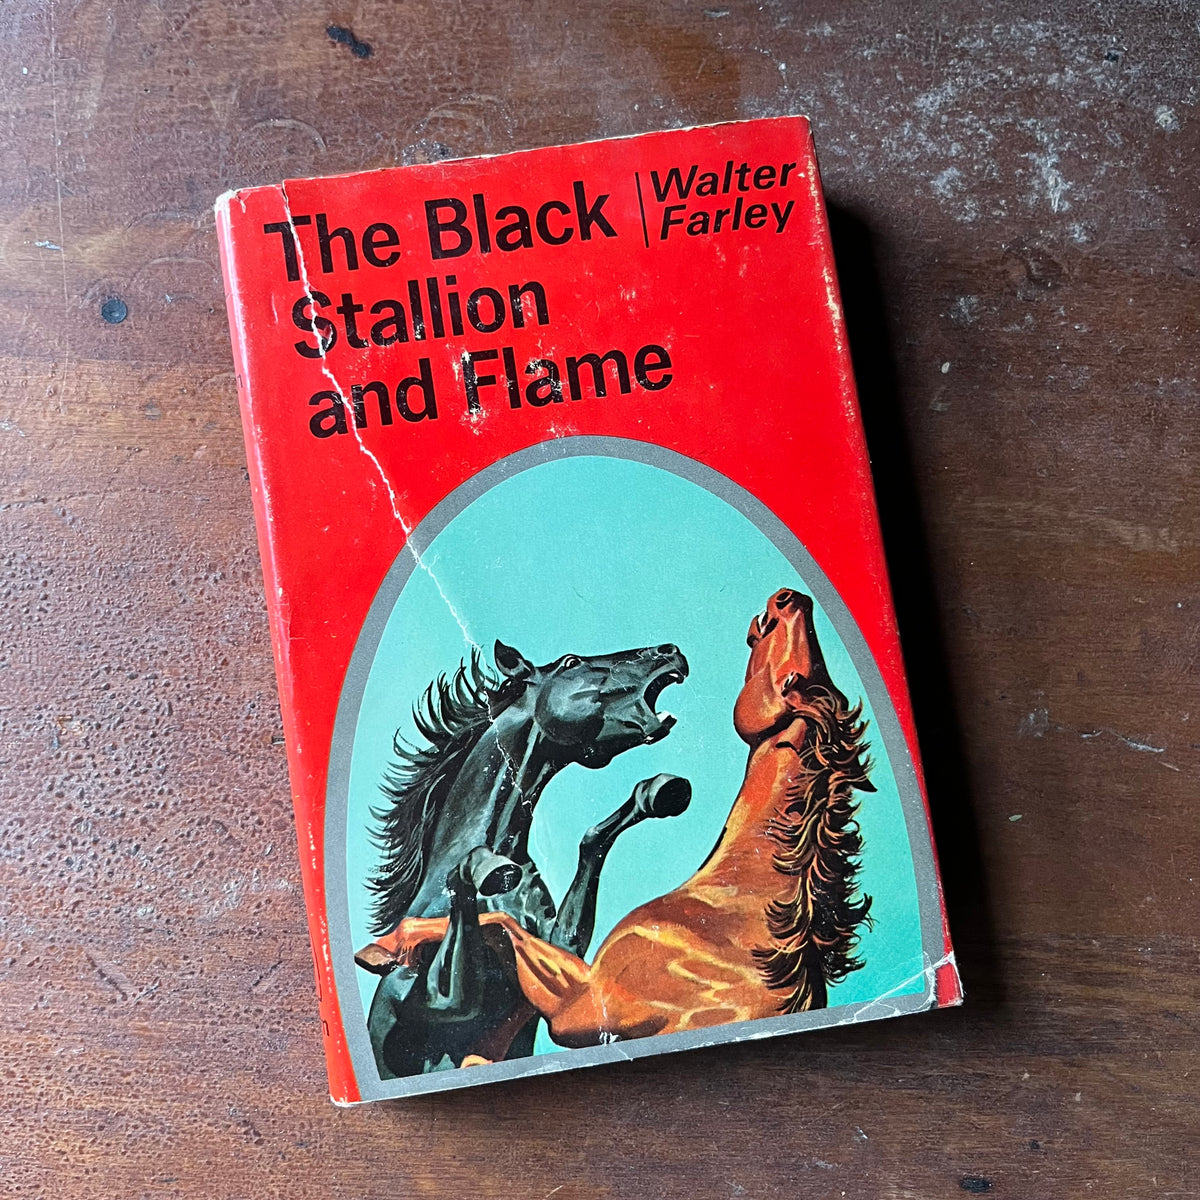 The Black
Stallion
and Flame
Walter
Farley